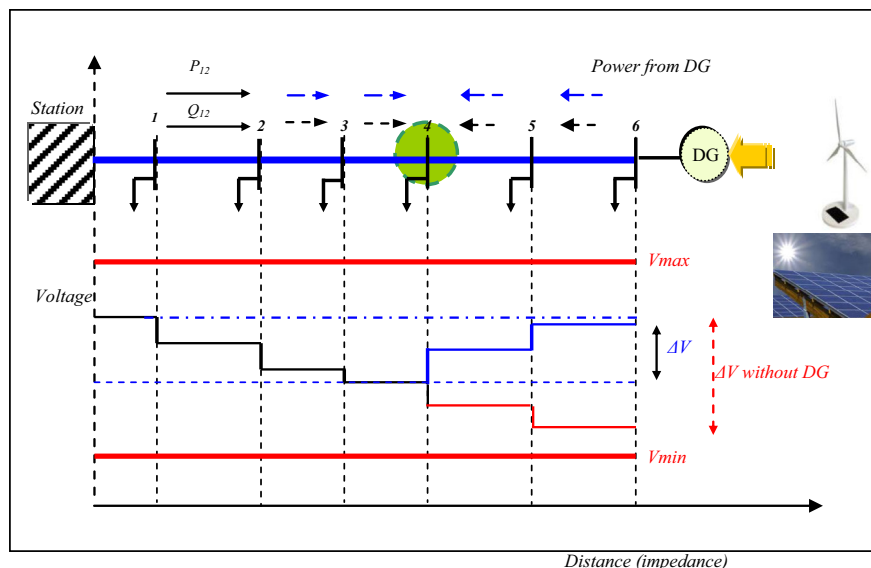 P12
Power from DG
Station
Q12
1
2
3
4
5
6
DG
Vmax
Voltage
ΔV
ΔV without DG
Vmin
Distance (impedance)